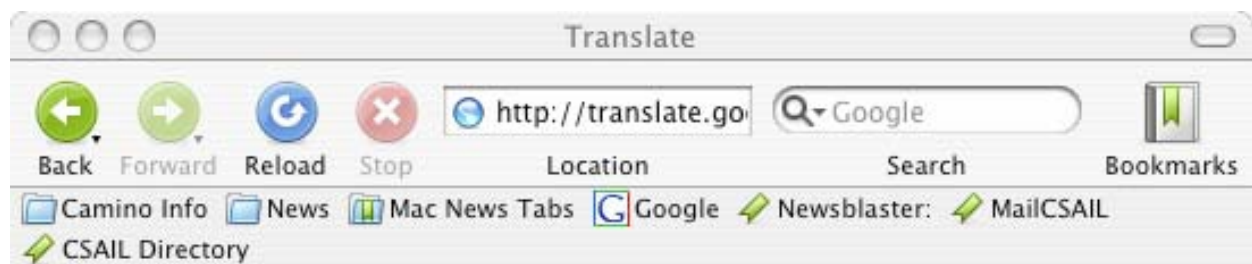 Translate
http://translate.go
Google
Back Forward Reload Stop Location Search Bookmarks
Camino Info News Mac News Tabs Google Newsblaster: MailCSAIL
CSAIL Directory